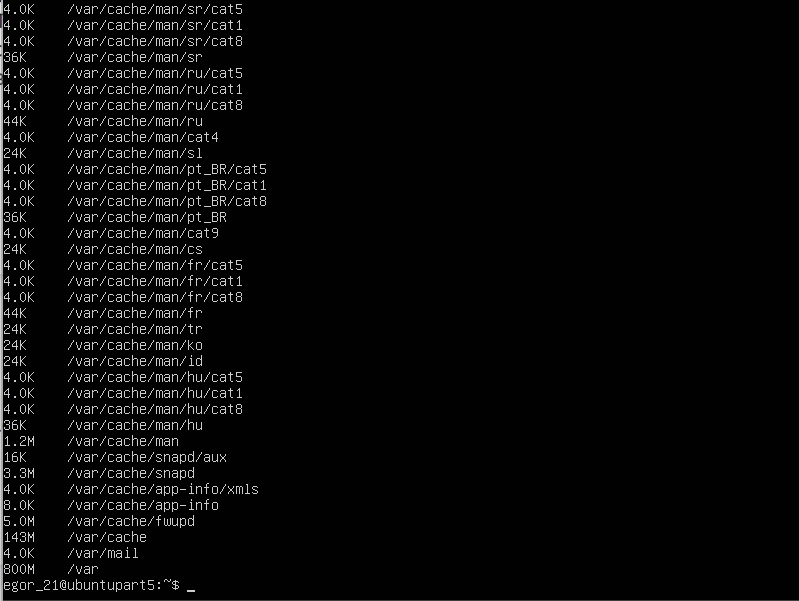 4.0K /var/cache/man/sr/cat5
4.0K /var/cache/man/sr/cat1
4.0K /var/cache/man/sr/cat8
36K /var/cache/man/sr
4.0K /var/cache/man/ru/cat5
4.0K /var/cache/man/ru/cat1
4.0K /var/cache/man/ru/cat8
44K /var/cache/man/ru
4.0K /var/cache/man/cat4
24K /var/cache/man/sl
4.0K /var/cache/man/pt_BR/cat5
4.0K /var/cache/man/pt_BR/cat1
4.0K /var/cache/man/pt_BR/cat8
36K /var/cache/man/pt_BR
4.0K /var/cache/man/cat9
24K /var/cache/man/cs
4.0K /var/cache/man/fr/cat5
4.0K /var/cache/man/fr/cat1
4.0K /var/cache/man/fr/cat8
44K /var/cache/man/fr
24K /var/cache/man/tr
24K /var/cache/man/ko
24K /var/cache/man/id
4.0K /var/cache/man/hu/cat5
4.0K /var/cache/man/hu/cat1
4.0K /var/cache/man/hu/cat8
36K /var/cache/man/hu
1.2M /var/cache/man
16K /var/cache/snapd/aux
3.3M /var/cache/snapd
4.0K /var/cache/app-info/xmls
8.0K /var/cache/app-info
5.0M /var/cache/fwupd
143M /var/cache
4.0K /var/mail
800M /var
egor_21@ubuntupart5:~$ _